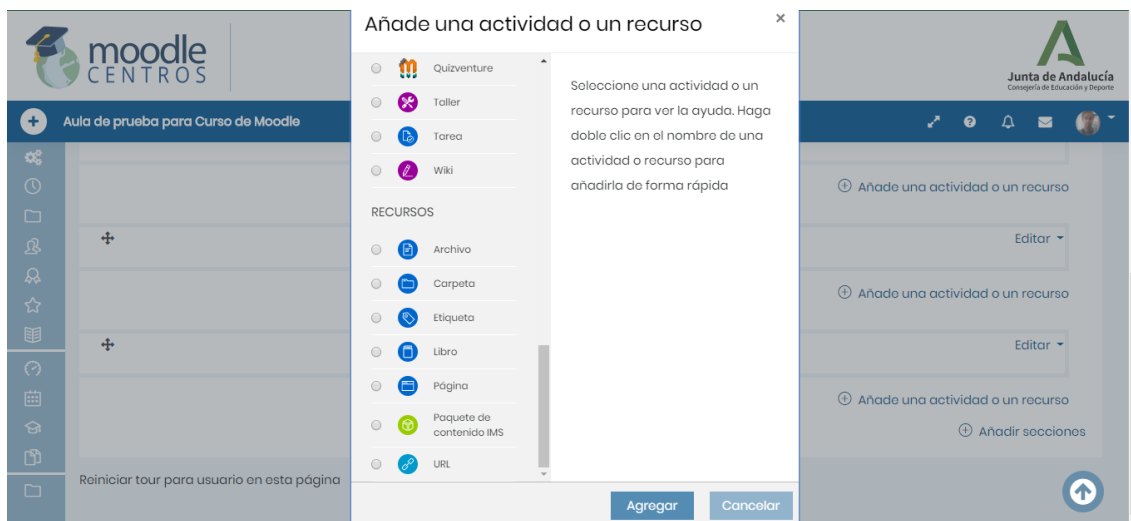 Añade una actividad o un recurso
×
moodle
CENTROS
Junta de Andalucía
Consejería de Educación y Deporte
Aula de prueba para Curso de Moodle
Quizventure
Taller
Tarea
Wiki
RECURSOS
Archivo
Carpeta
Etiqueta
Libro
Página
Paquete de
contenido IMS
URL
Seleccione una actividad o un
recurso para ver la ayuda. Haga
doble clic en el nombre de una
actividad o recurso para
añadirla de forma rápida
Añade una actividad o un recurso
Editar
Añade una actividad o un recurso
Editar
Añade una actividad o un recurso
Añadir secciones
Reiniciar tour para usuario en esta página
Agregar
Cancelar